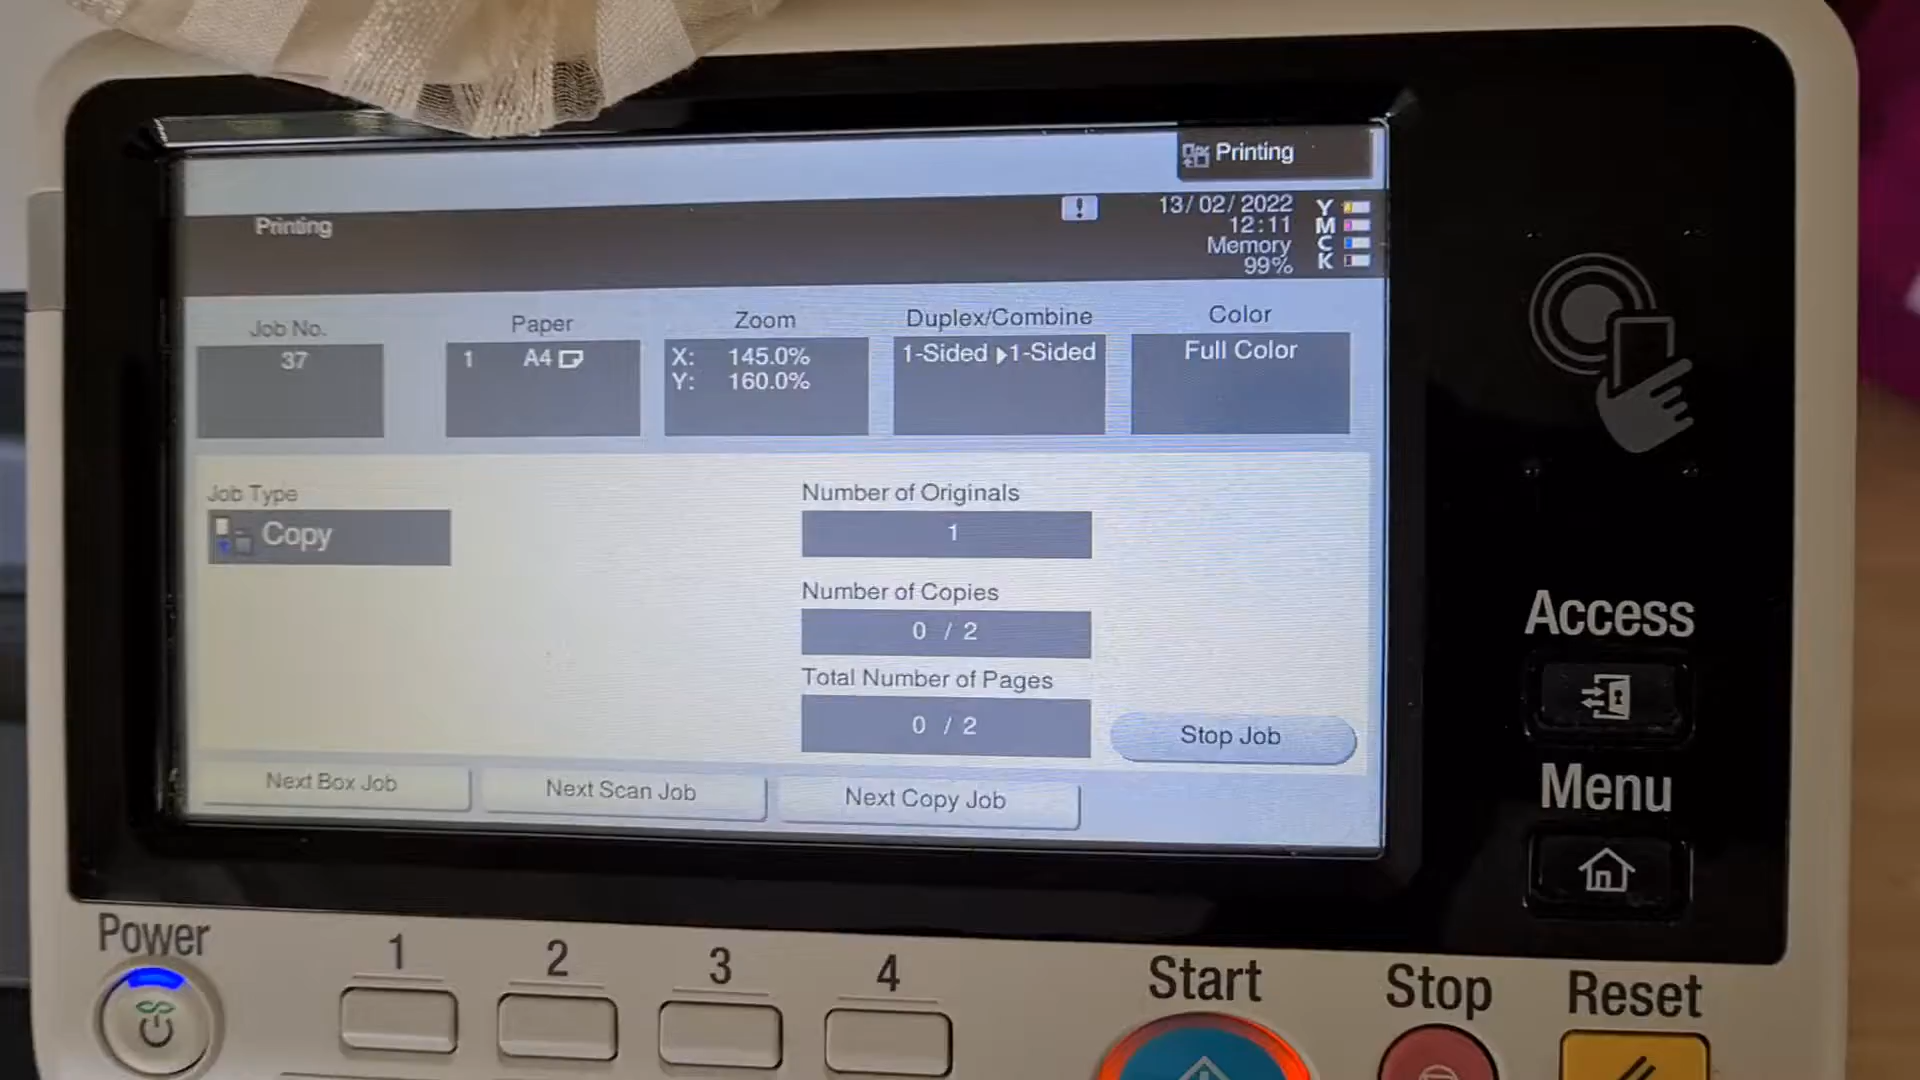 Printing
Printing
!
13/02/2022
12:11
Memory
99%
Y
M
C
K
Job No.
37
Paper
1 A4
Zoom
X: 145.0%
Y: 160.0%
Duplex/Combine
1-Sided ▶1-Sided
Color
Full Color
Job Type
Copy
Number of Originals
1
Number of Copies
0 / 2
Total Number of Pages
0 / 2
Stop Job
Next Box Job
Next Scan Job
Next Copy Job
Access
Menu
Power
1
2
3
4
Start
Stop
Reset